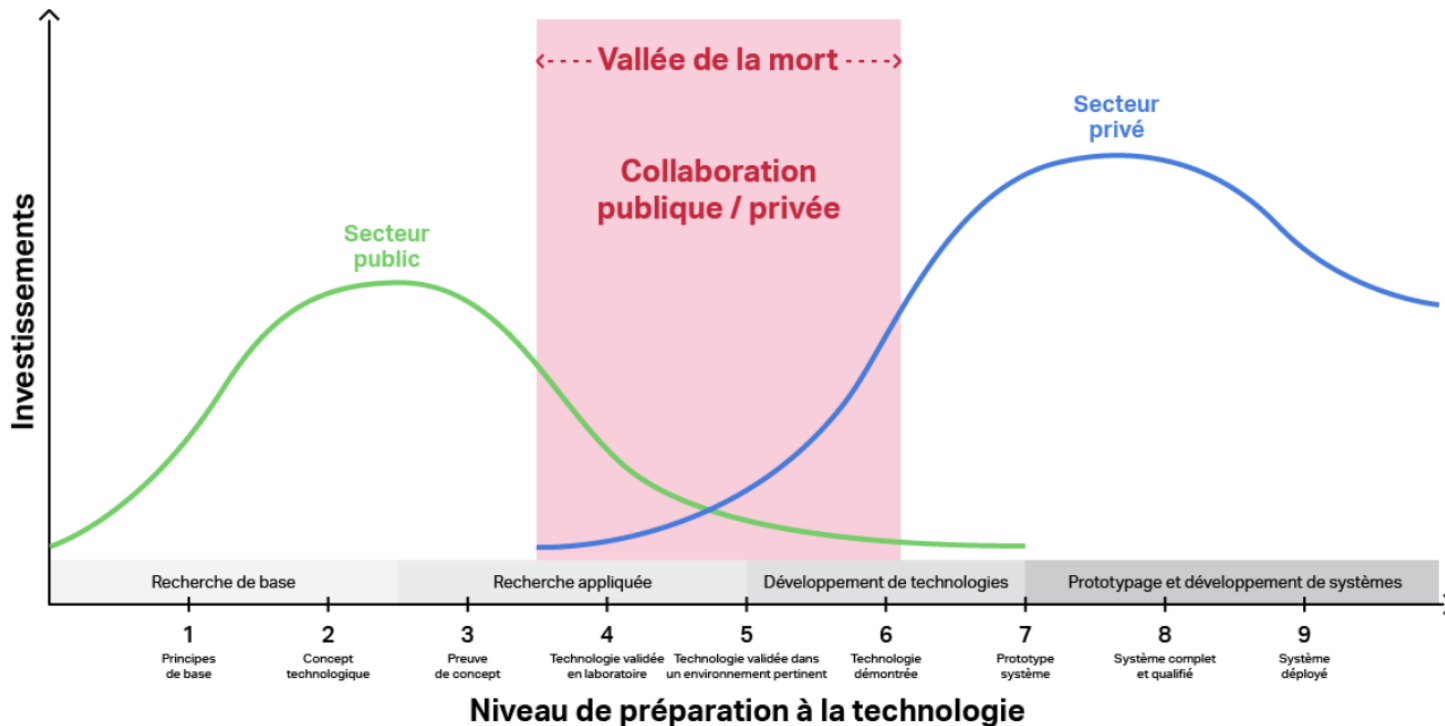 Vallée de la mort
Collaboration
publique / privée
Secteur
privé
Secteur
public
Investissements
Recherche de base
Recherche appliquée
Développement de technologies
Prototypage et développement de systèmes
1
2
3
4
5
6
7
8
9
Principes
de base
Concept
technologique
Preuve
de concept
Technologie validée
en laboratoire
Technologie validée dans
un environnement pertinent
Technologie
démontrée
Prototype
système
Système complet
et qualifié
Système
déployé
Niveau de préparation à la technologie